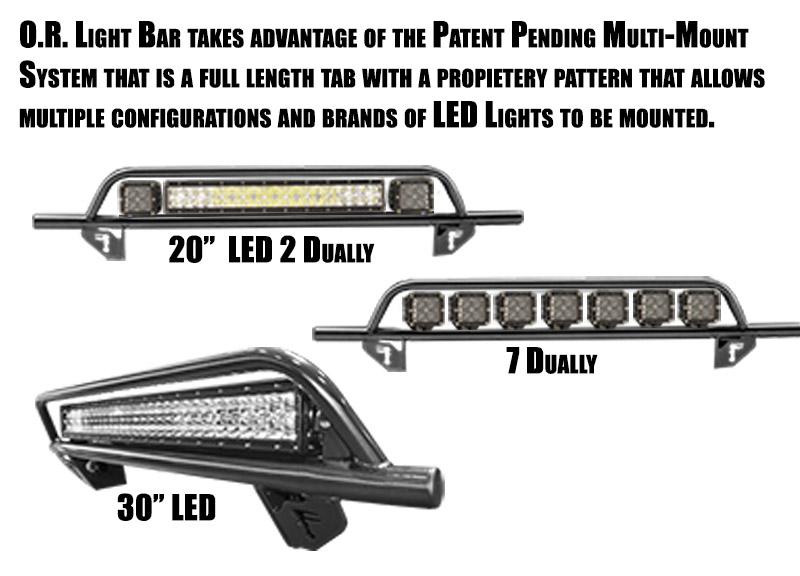 O.R. Light Bar takes advantage of the Patent Pending Multi-Mount
System that is a full length tab with a propietery pattern that allows
multiple configurations and brands of LED Lights to be mounted.
20” LED 2 Dually
7 Dually
30” LED